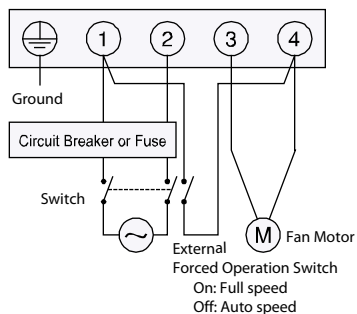 1 2 3 4
Ground
Circuit Breaker or Fuse
Switch
M
Fan Motor
External
Forced Operation Switch
On: Full speed
Off: Auto speed